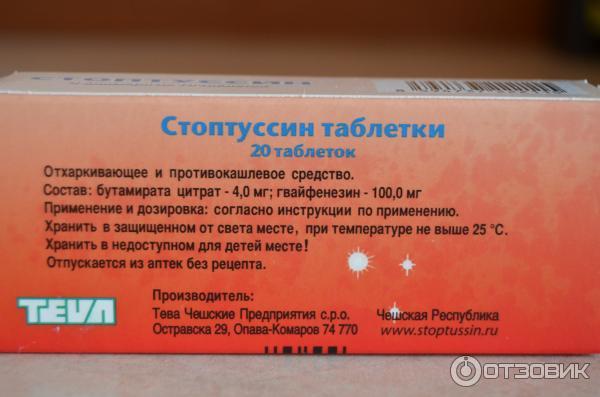 стоптуссин
Стоптуссин таблетки
20 таблеток
Отхаркивающее и противокашлевое средство.
Состав: бутамирата цитрат - 4,0 мг; гвайфенезин - 100,0 мг
Применение и дозировка: согласно инструкции по применению.
Хранить в защищенном от света месте, при температуре не выше 25 °С.
Хранить в недоступном для детей месте!
Отпускается из аптек без рецепта.
TEVA
Производитель:
Тева Чешские Предприятия с.р.о. Чешская Республика
Остравска 29, Опава-Комаров 74 770 www.stoptussin.ru
ОТЗОВИК